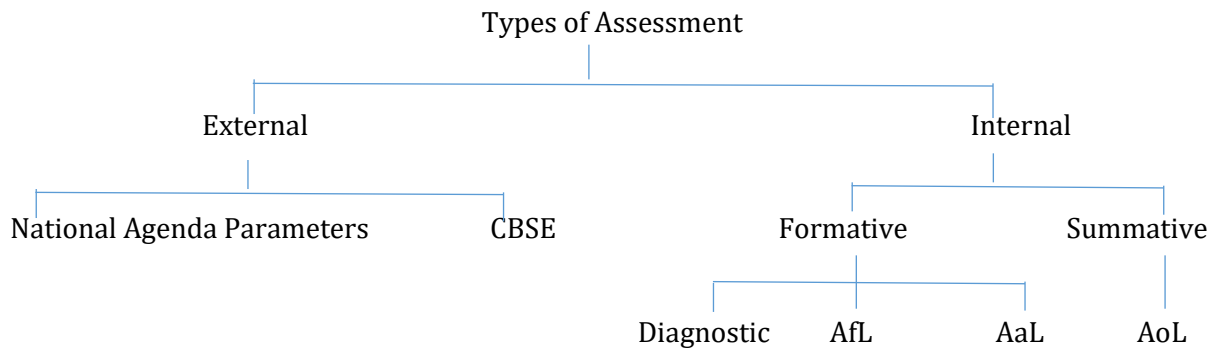 Types of Assessment
External Internal
National Agenda Parameters CBSE Formative Summative
Diagnostic AfL AaL AoL